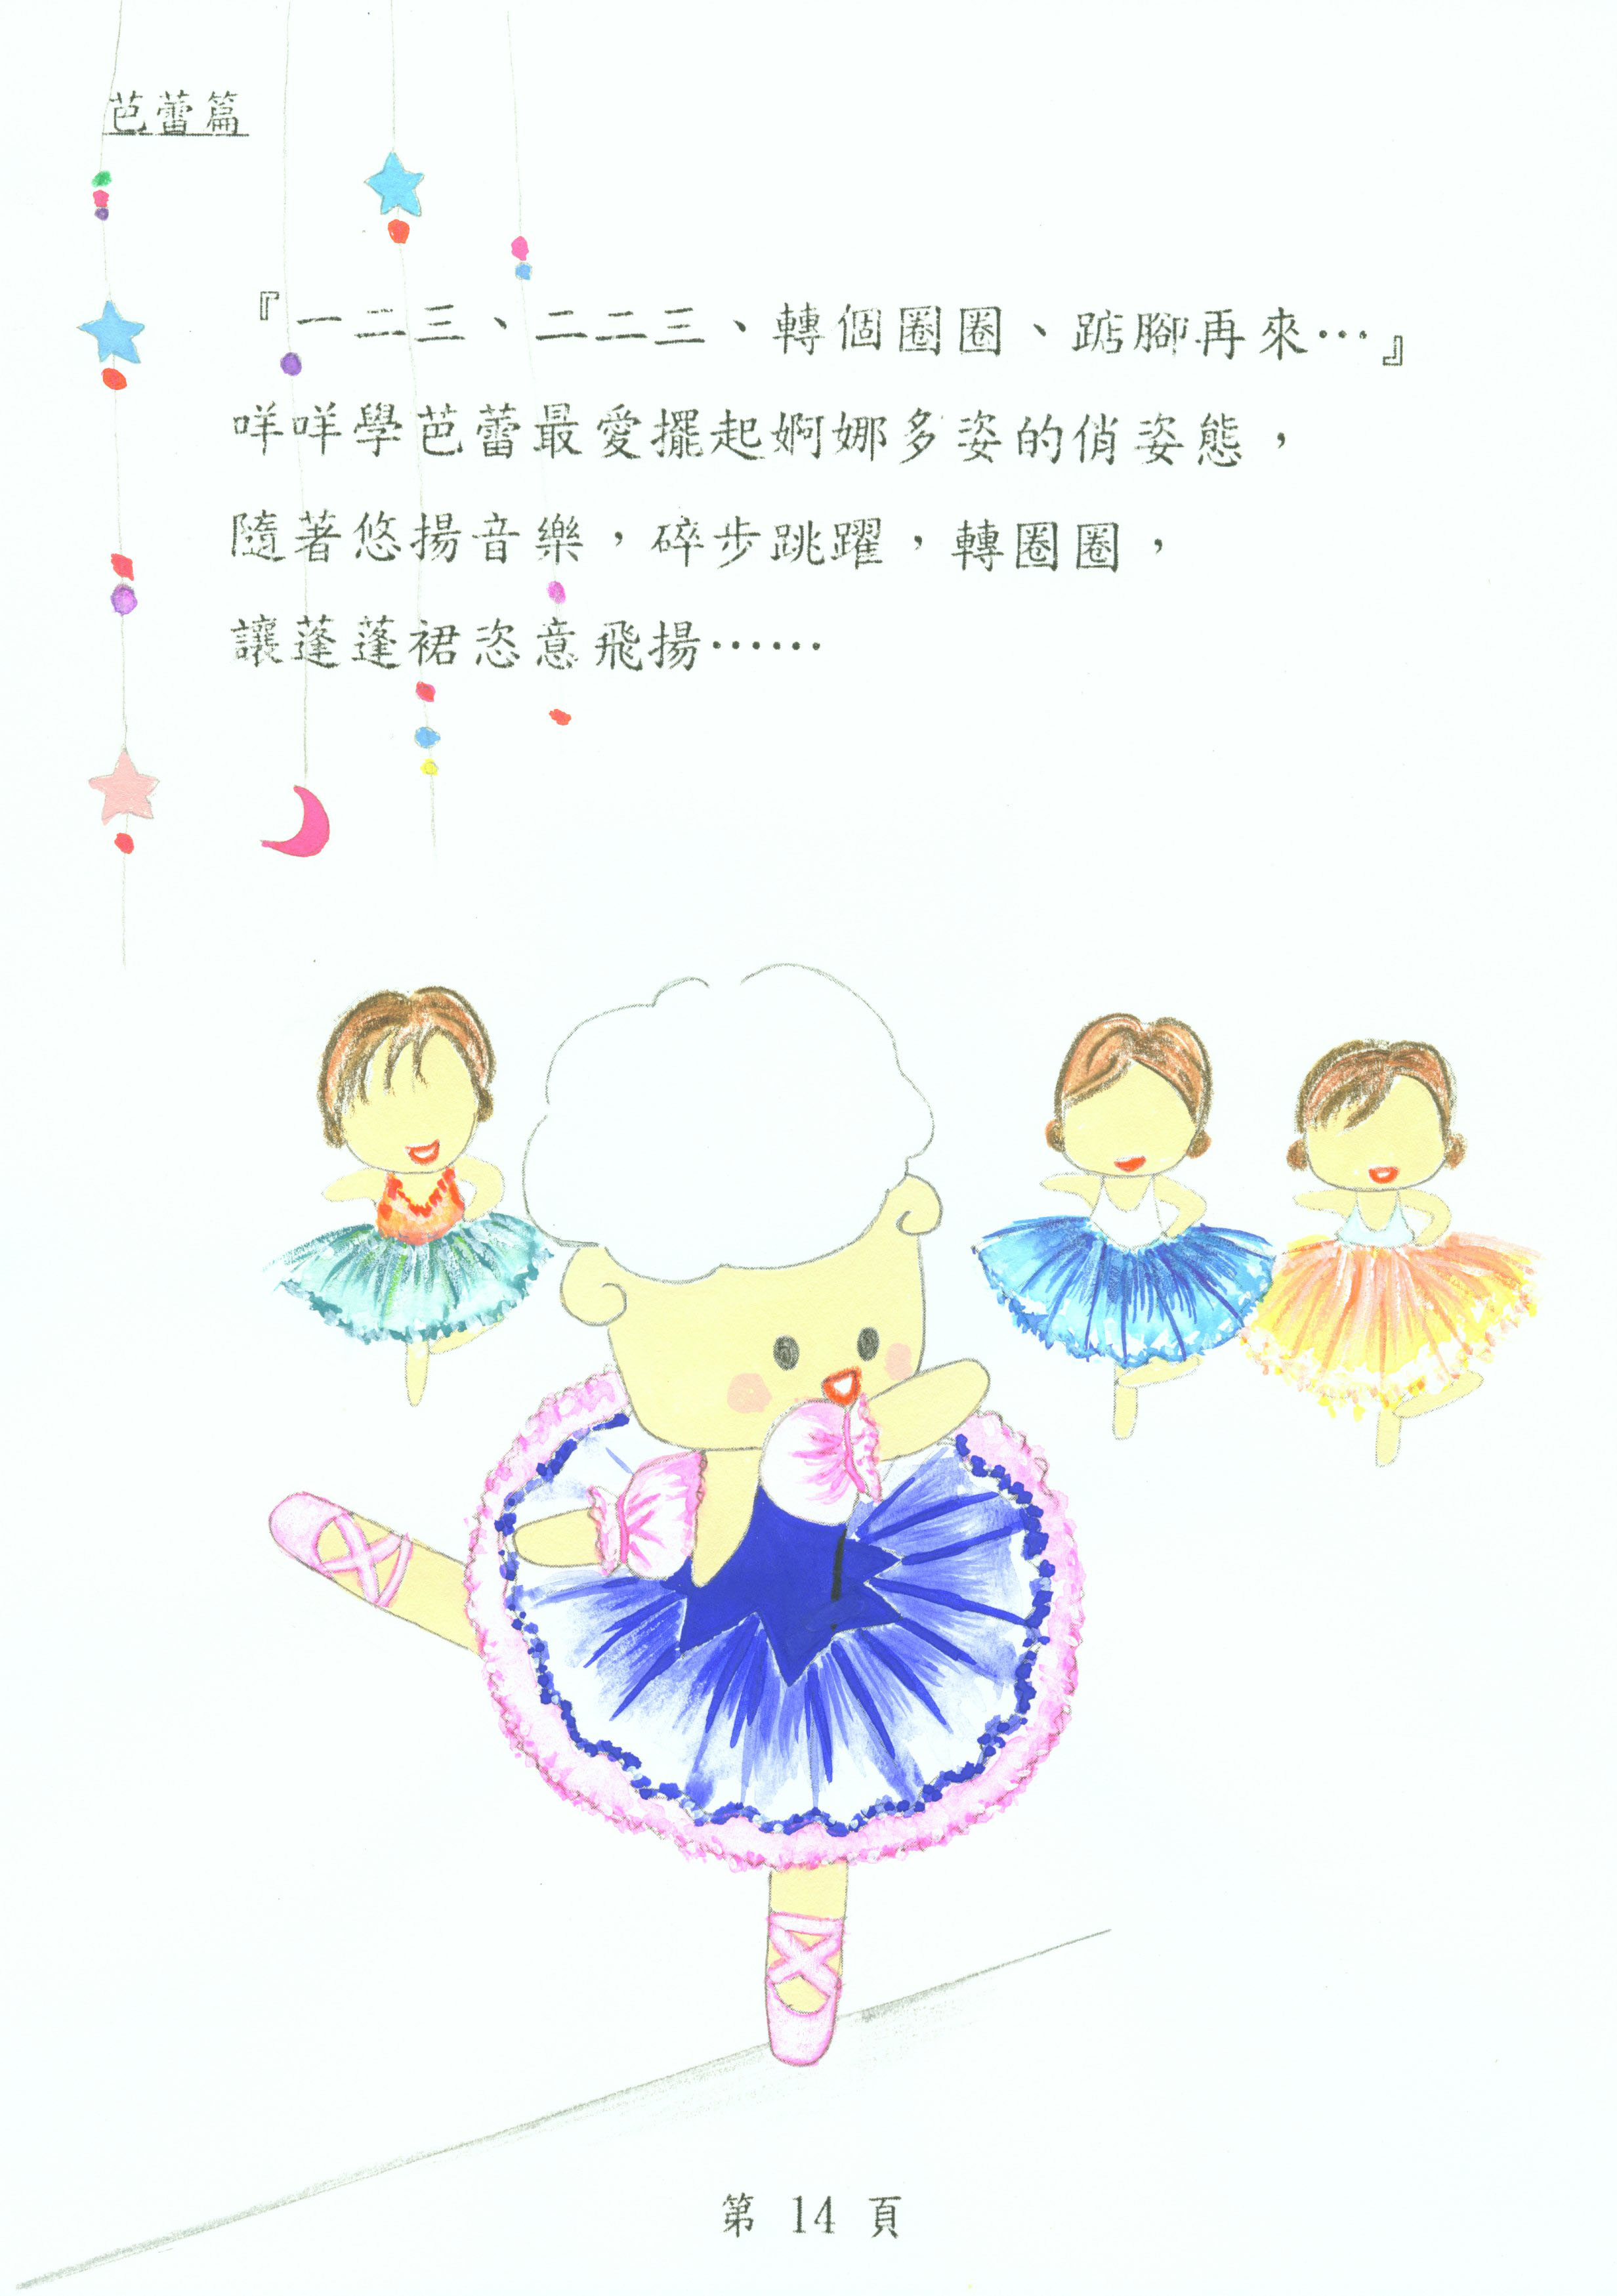 芭蕾篇
『一二三、二二三、轉個圈圈、踮腳再來…』
咩咩學芭蕾最愛擺起婀娜多姿的俏姿態，
隨著悠揚音樂，碎步跳躍，轉圈圈，
讓蓬蓬裙恣意飛揚……
第 14 頁